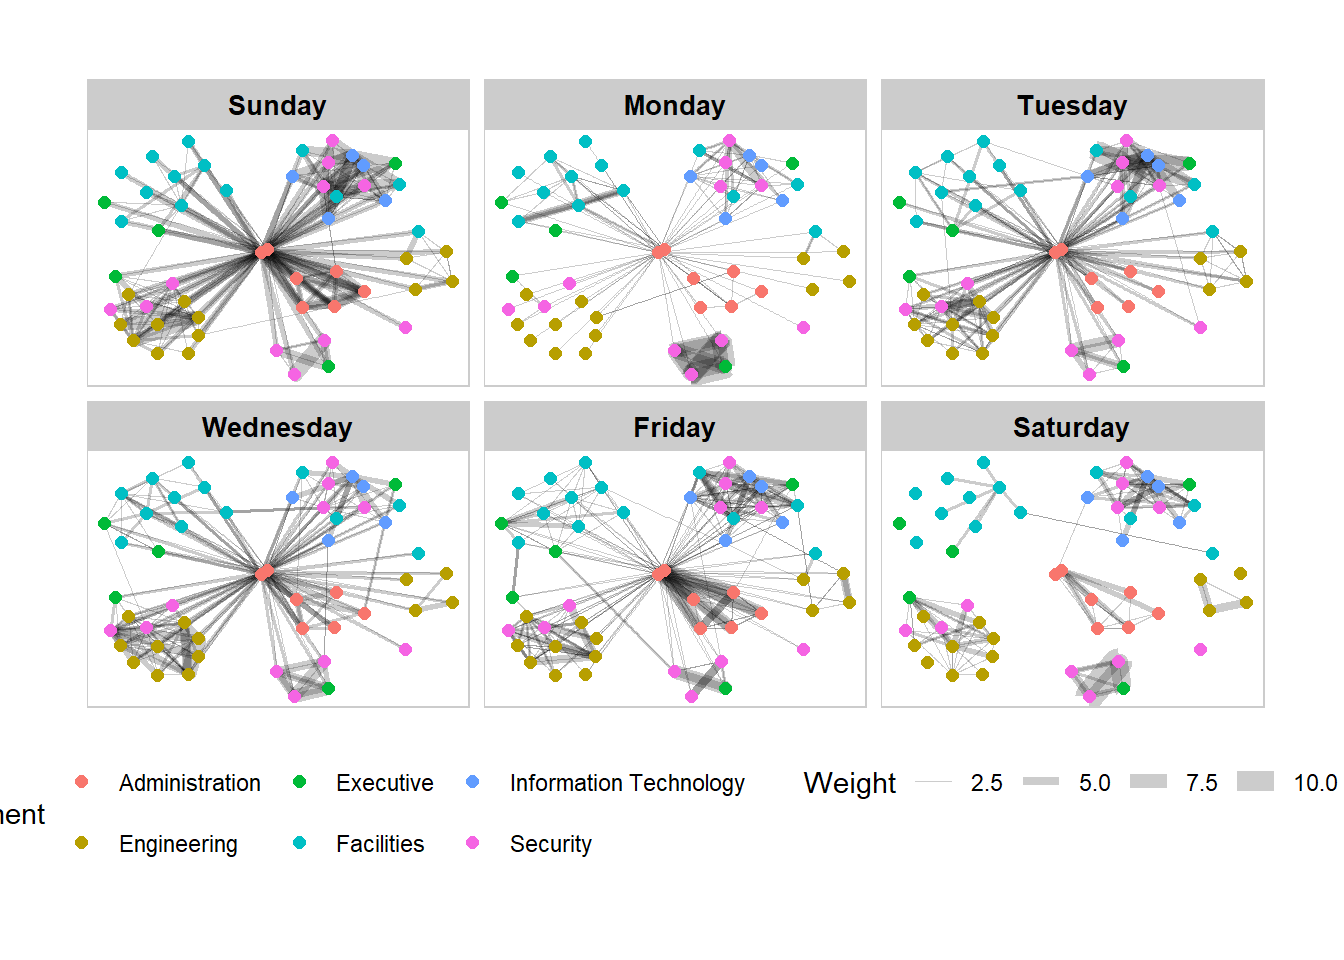 Sunday Monday Tuesday
Wednesday Friday Saturday
Administration Executive Information Technology Weight 2.5 5.0 7.5 10.0
Engineering Facilities Security